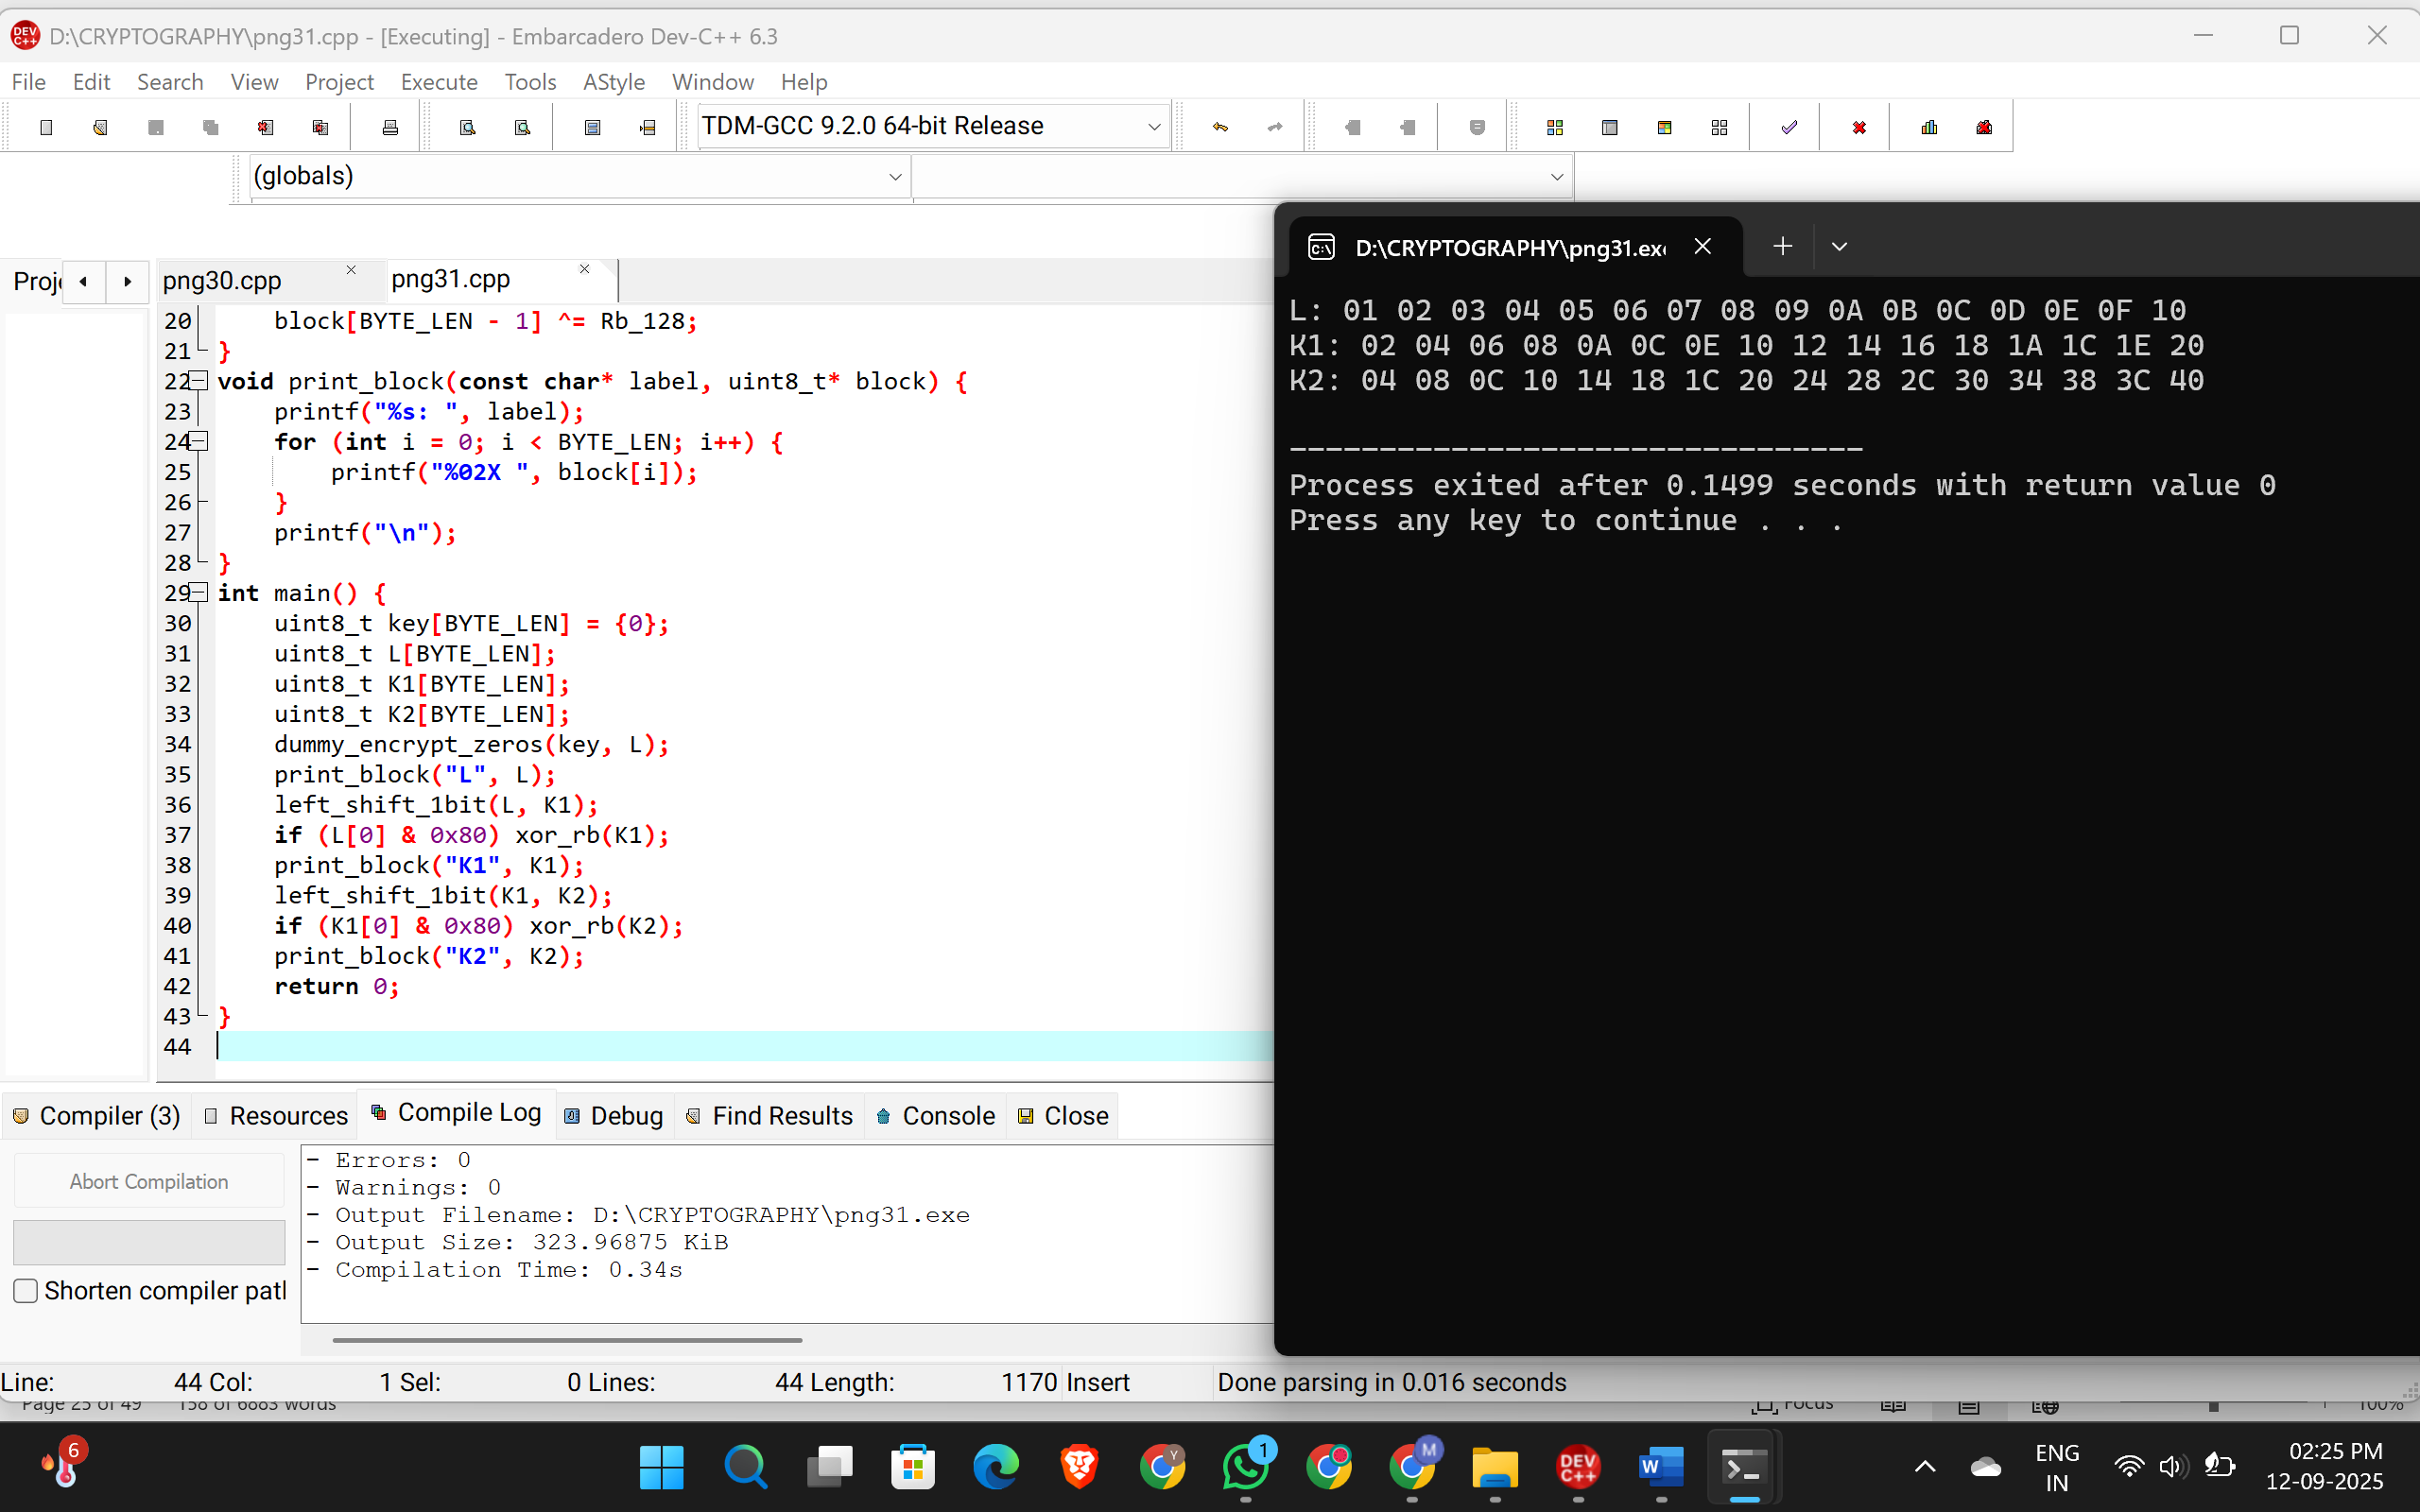 D:\CRYPTOGRAPHY\png31.cpp - [Executing] - Embarcadero Dev-C++ 6.3
File Edit Search View Project Execute Tools AStyle Window Help
TDM-GCC 9.2.0 64-bit Release
(globals)
png30.cpp
png31.cpp
20 block[BYTE_LEN - 1] ^= Rb_128;
21 }
22 void print_block(const char* label, uint8_t* block) {
23 printf("%s: ", label);
24 for (int i = 0; i < BYTE_LEN; i++) {
25 printf("%02X ", block[i]);
26 }
27 printf("\n");
28 }
29 int main() {
30 uint8_t key[BYTE_LEN] = {0};
31 uint8_t L[BYTE_LEN];
32 uint8_t K1[BYTE_LEN];
33 uint8_t K2[BYTE_LEN];
34 dummy_encrypt_zeros(key, L);
35 print_block("L", L);
36 left_shift_1bit(L, K1);
37 if (L[0] & 0x80) xor_rb(K1);
38 print_block("K1", K1);
39 left_shift_1bit(K1, K2);
40 if (K1[0] & 0x80) xor_rb(K2);
41 print_block("K2", K2);
42 return 0;
43 }
44
D:\CRYPTOGRAPHY\png31.ex
L: 01 02 03 04 05 06 07 08 09 0A 0B 0C 0D 0E 0F 10
K1: 02 04 06 08 0A 0C 0E 10 12 14 16 18 1A 1C 1E 20
K2: 04 08 0C 10 14 18 1C 20 24 28 2C 30 34 38 3C 40
--------------------------------
Process exited after 0.1499 seconds with return value 0
Press any key to continue . . .
Compiler (3) Resources Compile Log Debug Find Results Console Close
Abort Compilation
Shorten compiler
- Errors: 0
- Warnings: 0
- Output Filename: D:\CRYPTOGRAPHY\png31.exe
- Output Size: 323.96875 KiB
- Compilation Time: 0.34s
Line: 44 Col: 1 Sel: 0 Lines: 44 Length: 1170 Insert Done parsing in 0.016 seconds
Page 25 of 49 158 of 6883 words Focus 100%
6
1
ENG
IN
02:25 PM
12-09-2025